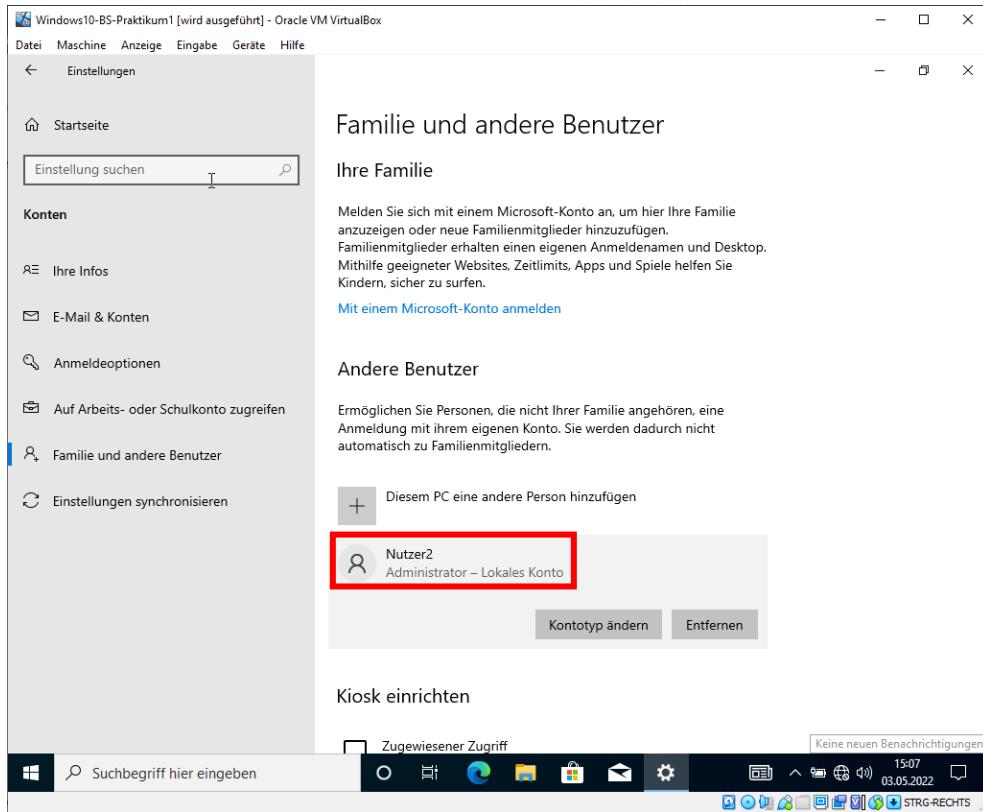 Windows10-BS-Praktikum1 [wird ausgeführt] - Oracle VM VirtualBox
Datei Maschine Anzeige Eingabe Geräte Hilfe
Einstellungen
Startseite
Einstellung suchen
Konten
Ihre Infos
E-Mail & Konten
Anmeldeoptionen
Auf Arbeits- oder Schulkonto zugreifen
Familie und andere Benutzer
Einstellungen synchronisieren
Familie und andere Benutzer
Ihre Familie
Melden Sie sich mit einem Microsoft-Konto an, um hier Ihre Familie
anzuzeigen oder neue Familienmitglieder hinzuzufügen.
Familienmitglieder erhalten einen eigenen Anmeldenamen und Desktop.
Mithilfe geeigneter Websites, Zeitlimits, Apps und Spiele helfen Sie
Kindern, sicher zu surfen.
Mit einem Microsoft-Konto anmelden
Andere Benutzer
Ermöglichen Sie Personen, die nicht Ihrer Familie angehören, eine
Anmeldung mit ihrem eigenen Konto. Sie werden dadurch nicht
automatisch zu Familienmitgliedern.
Diesem PC eine andere Person hinzufügen
Nutzer2
Administrator – Lokales Konto
Kontotyp ändern Entfernen
Kiosk einrichten
Zugewiesener Zugriff
Keine neuen Benachrichtigungen
Suchbegriff hier eingeben
15:07
03.05.2022
STRG-RECHTS